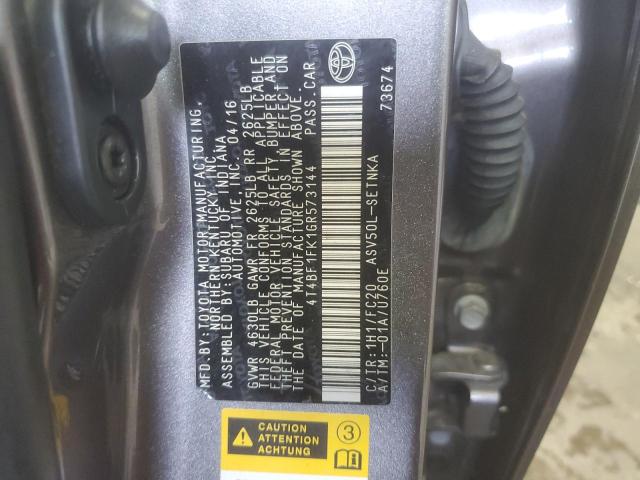 MFD.BY:TOYOTA MOTOR MANUFACTURING,
NORTHERN KENTUCKY,INC.
ASSEMBLED BY:SUBARU OF INDIANA
AUTOMOTIVE,INC. 04/16
GVWR 4630LB GAWR FR 2625LB RR 2625LB
THIS VEHICLE CONFORMS TO ALL APPLICABLE
FEDERAL MOTOR VEHICLE SAFETY, BUMPER,AND
THEFT PREVENTION STANDARDS IN EFFECT ON
THE DATE OF MANUFACTURE SHOWN ABOVE.
4T4BF1FK1GR573144 PASS.CAR
C/TR:1H1/FC20 ASV50L-SETNKA
A/TM:-01A/U760E
73674
TOYOTA
CAUTION
ATTENTION
ACHTUNG
3